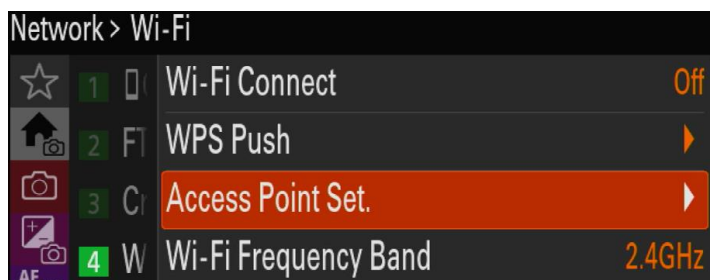 Network > Wi-Fi
Wi-Fi Connect Off
1
WPS Push
2 FT
Access Point Set.
3 Cr
Wi-Fi Frequency Band 2.4GHz
4 W
AF